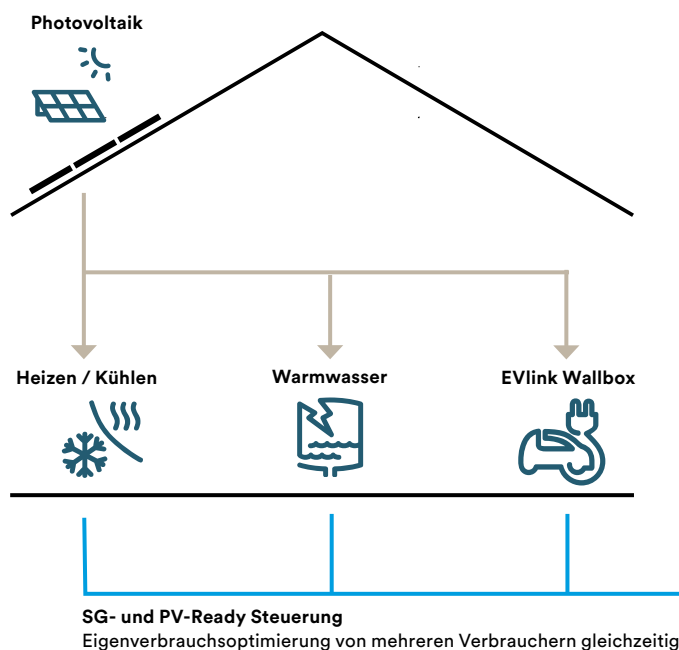 Photovoltaik
Heizen / Kühlen
Warmwasser
EVlink Wallbox
SG- und PV-Ready Steuerung
Eigenverbrauchsoptimierung von mehreren Verbrauchern gleichzeitig